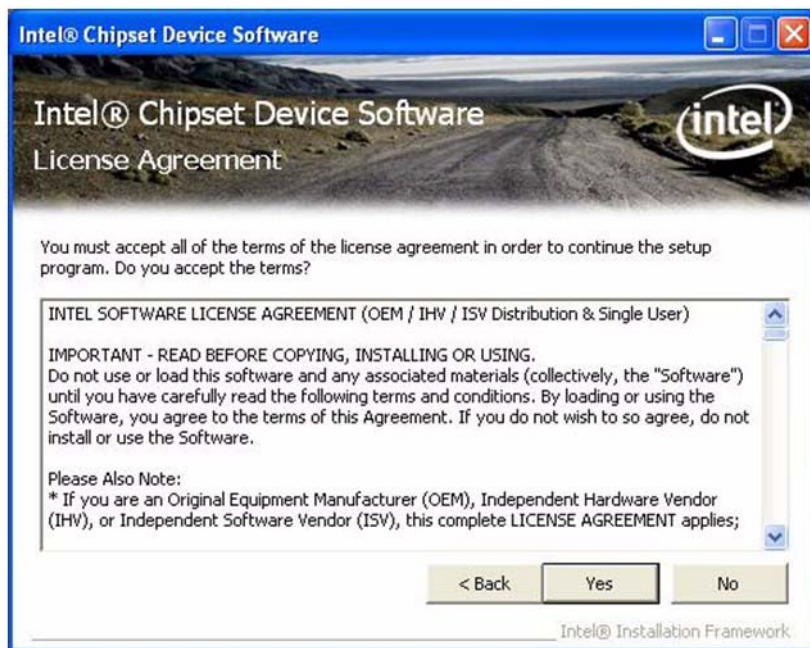 Intel® Chipset Device Software
Intel® Chipset Device Software
intel
License Agreement
You must accept all of the terms of the license agreement in order to continue the setup
program. Do you accept the terms?
INTEL SOFTWARE LICENSE AGREEMENT (OEM / IHV / ISV Distribution & Single User)
IMPORTANT - READ BEFORE COPYING, INSTALLING OR USING.
Do not use or load this software and any associated materials (collectively, the "Software")
until you have carefully read the following terms and conditions. By loading or using the
Software, you agree to the terms of this Agreement. If you do not wish to so agree, do not
install or use the Software.
Please Also Note:
* If you are an Original Equipment Manufacturer (OEM), Independent Hardware Vendor
(IHV), or Independent Software Vendor (ISV), this complete LICENSE AGREEMENT applies;
< Back Yes No
Intel® Installation Framework